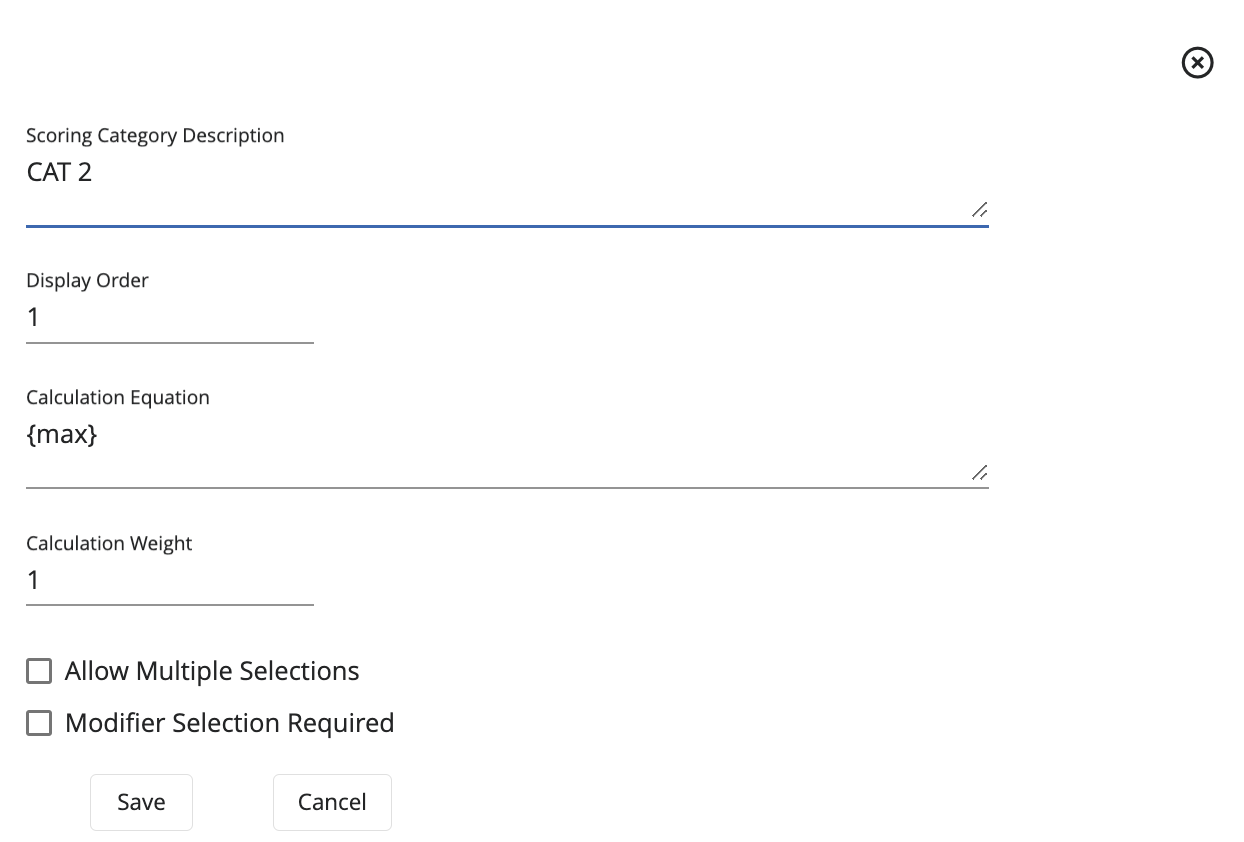 Scoring Category Description
CAT 2
Display Order
1
Calculation Equation
{max}
Calculation Weight
1
Allow Multiple Selections
Modifier Selection Required
Save
Cancel